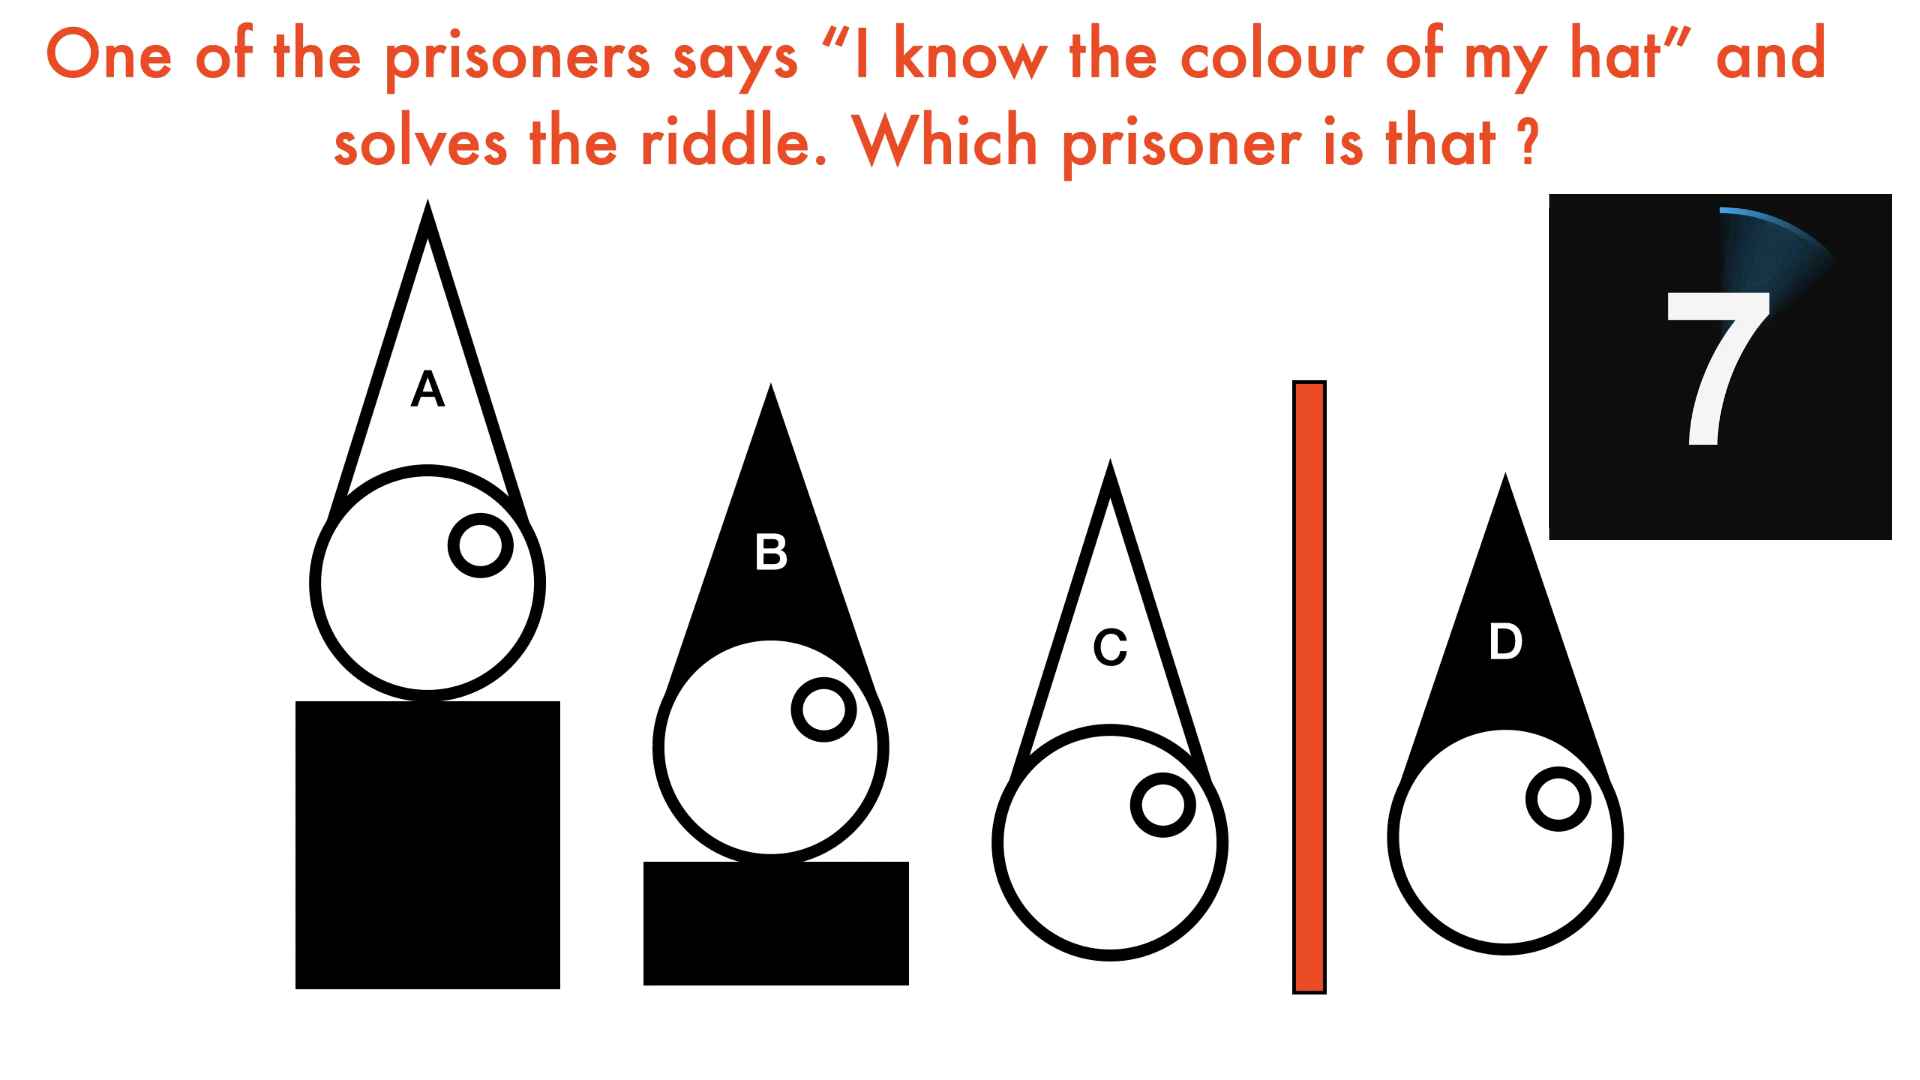 One of the prisoners says “I know the colour of my hat” and
solves the riddle. Which prisoner is that ?
A
B
C
D
7